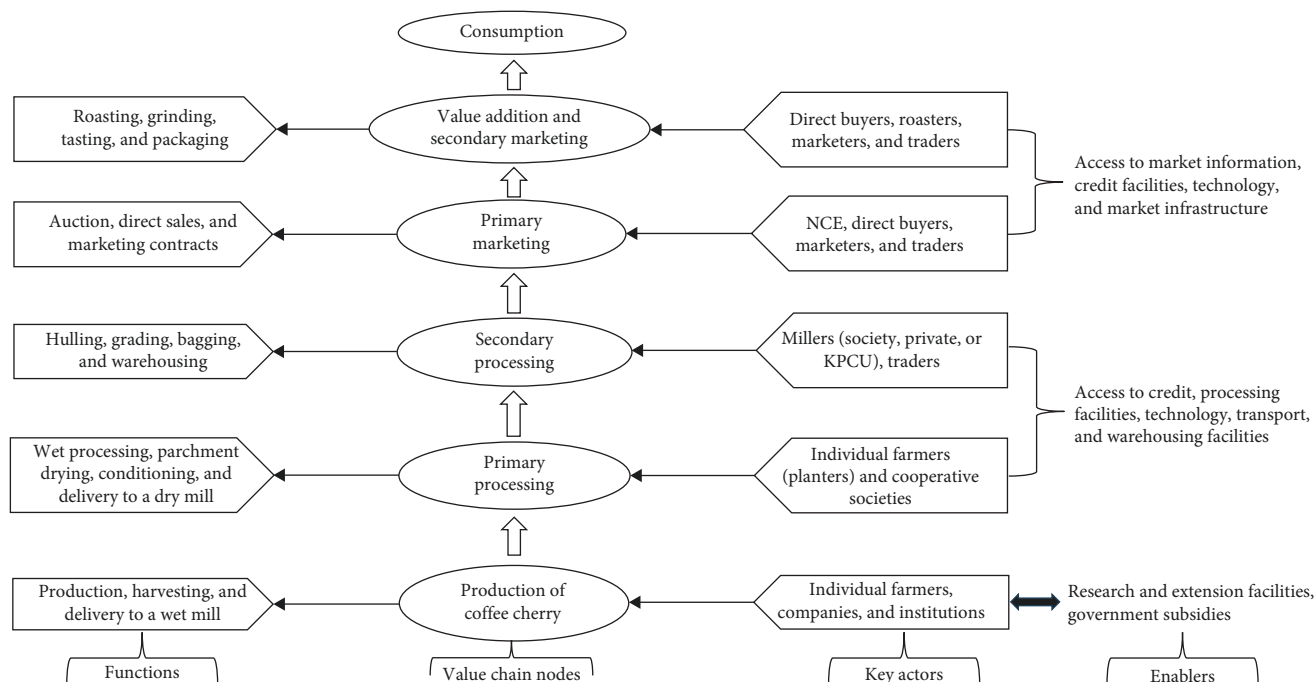 Consumption
Roasting, grinding,
tasting, and packaging
Value addition and
secondary marketing
Direct buyers, roasters,
marketers, and traders
Access to market information,
credit facilities, technology,
and market infrastructure
Auction, direct sales, and
marketing contracts
Primary
marketing
NCE, direct buyers,
marketers, and traders
Hulling, grading, bagging,
and warehousing
Secondary
processing
Millers (society, private, or
KPCU), traders
Access to credit, processing
facilities, technology, transport,
and warehousing facilities
Wet processing, parchment
drying, conditioning, and
delivery to a dry mill
Primary
processing
Individual farmers
(planters) and cooperative
societies
Production, harvesting, and
delivery to a wet mill
Production of
coffee cherry
Individual farmers,
companies, and institutions
Research and extension facilities,
government subsidies
Functions
Value chain nodes
Key actors
Enablers